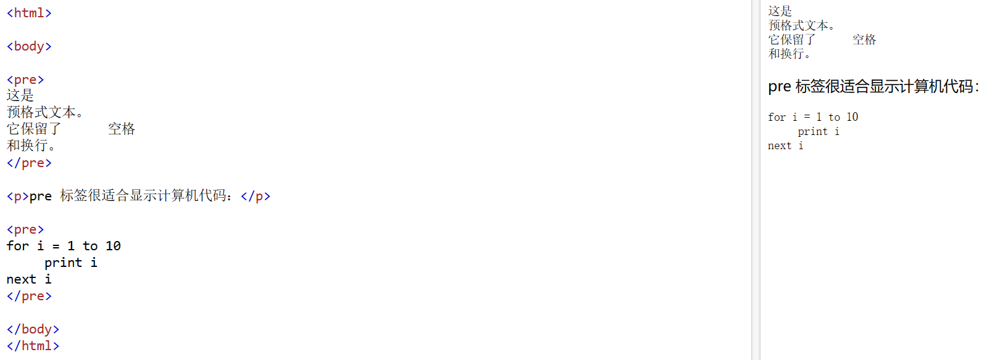 <html>
<body>
<pre>
这是
预格式文本。
它保留了      空格
和换行。
</pre>
<p>pre 标签很适合显示计算机代码：</p>
<pre>
for i = 1 to 10
     print i
next i
</pre>
</body>
</html>
这是
预格式文本。
它保留了      空格
和换行。
pre 标签很适合显示计算机代码：
for i = 1 to 10
     print i
next i